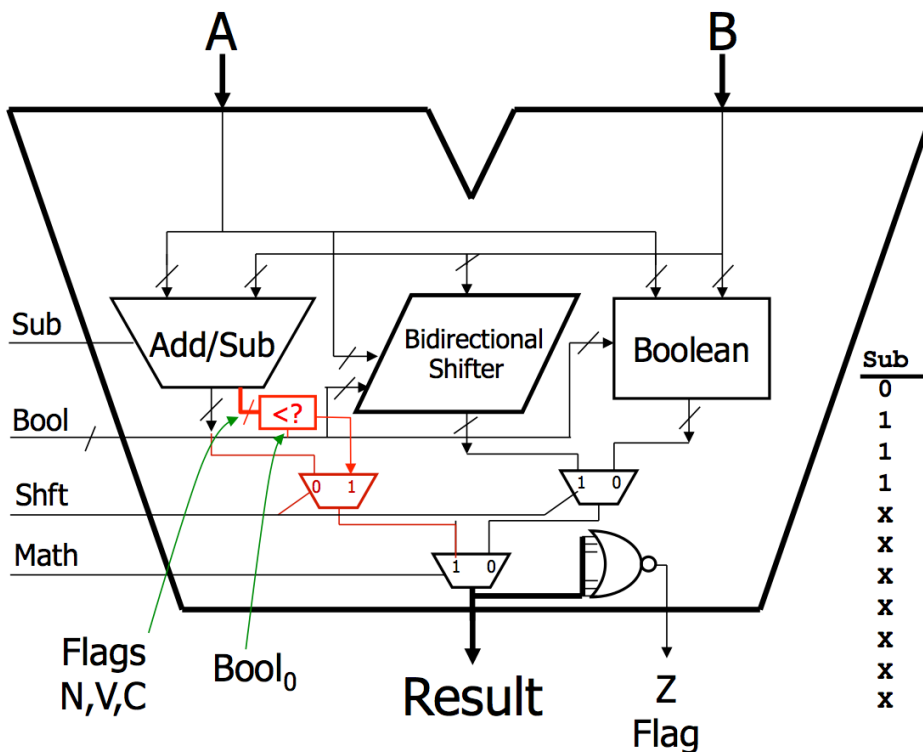 A
B
Sub
Add/Sub
Bidirectional
Shifter
Boolean
Bool
<?
Shft
0 1
1 0
Math
1 0
Flags
N,V,C
Bool₀
Result
Z
Flag
Sub
0
1
1
1
x
x
x
x
x
x
x